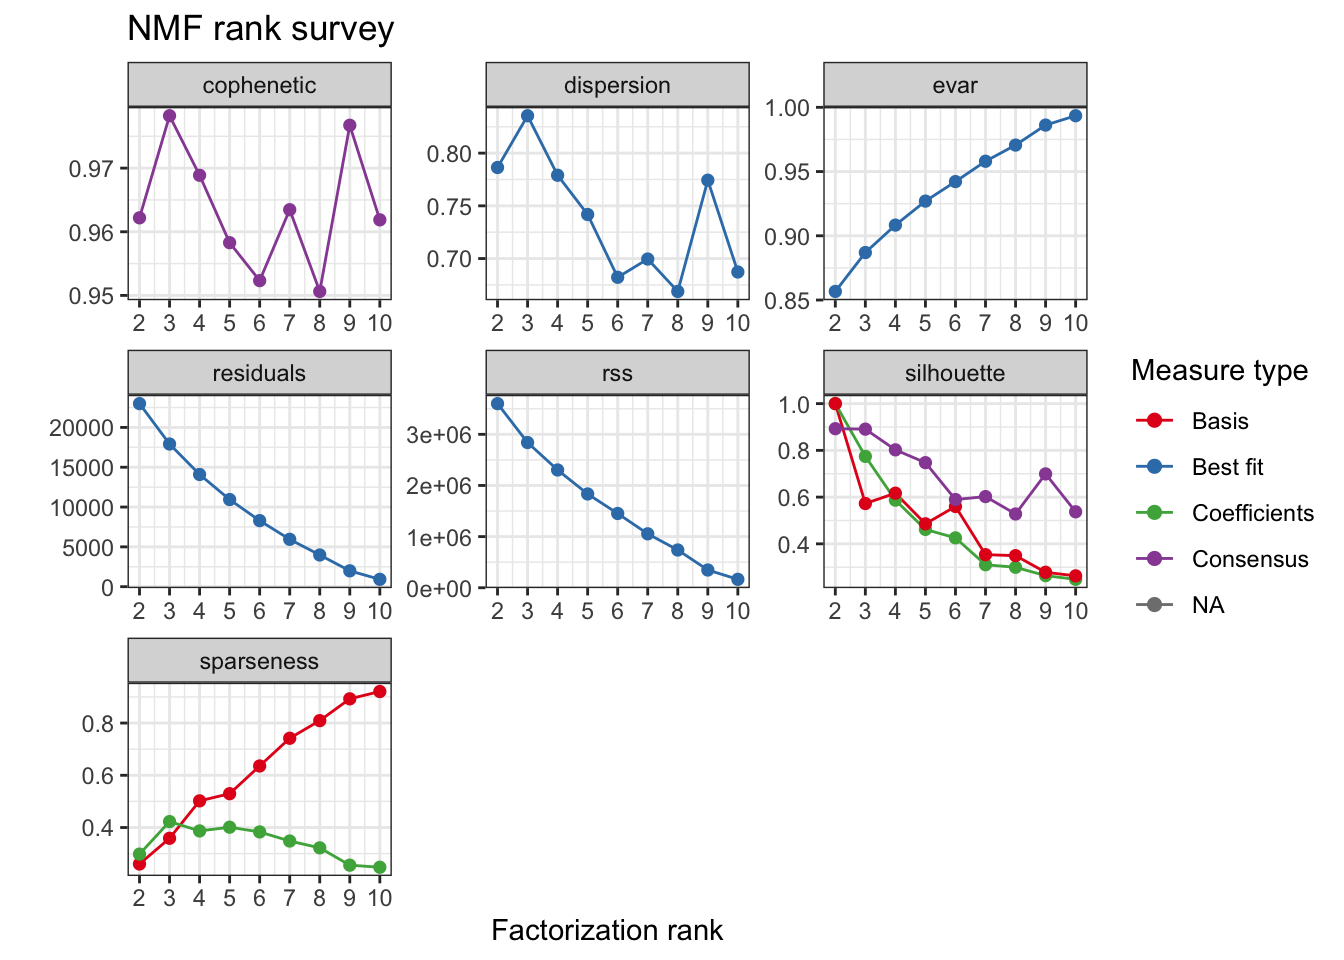 NMF rank survey
cophenetic
dispersion
evar
0.97
0.96
0.95
0.80
0.75
0.70
1.00
0.95
0.90
0.85
2 3 4 5 6 7 8 9 10
2 3 4 5 6 7 8 9 10
2 3 4 5 6 7 8 9 10
residuals
rss
silhouette
20000
15000
10000
5000
0
3e+06
2e+06
1e+06
0e+00
1.0
0.8
0.6
0.4
2 3 4 5 6 7 8 9 10
2 3 4 5 6 7 8 9 10
2 3 4 5 6 7 8 9 10
Measure type
Basis
Best fit
Coefficients
Consensus
NA
sparseness
0.8
0.6
0.4
2 3 4 5 6 7 8 9 10
Factorization rank